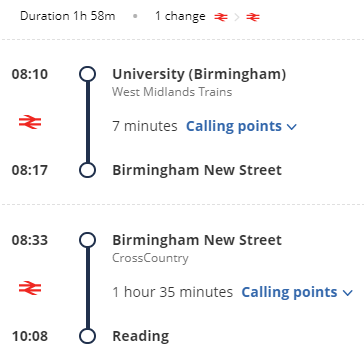 Duration 1h 58m • 1 change
08:10 University (Birmingham)
West Midlands Trains
7 minutes Calling points
08:17 Birmingham New Street
08:33 Birmingham New Street
CrossCountry
1 hour 35 minutes Calling points
10:08 Reading